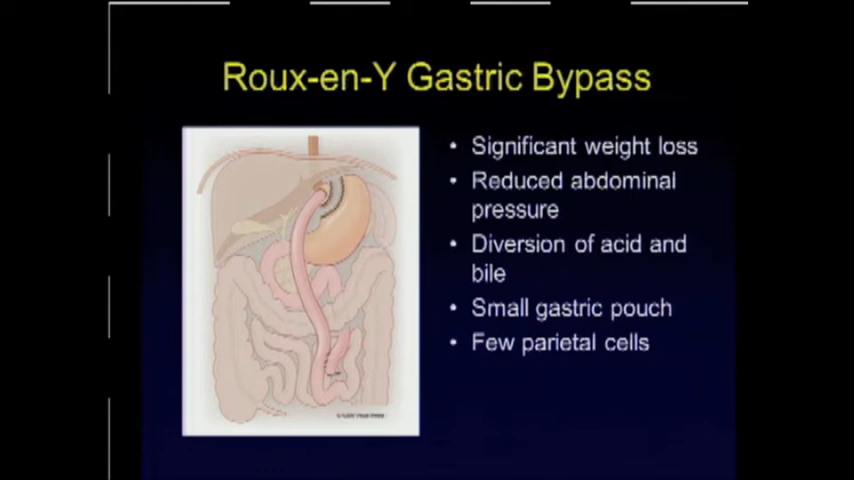 Roux-en-Y Gastric Bypass
• Significant weight loss
• Reduced abdominal
pressure
• Diversion of acid and
bile
• Small gastric pouch
• Few parietal cells